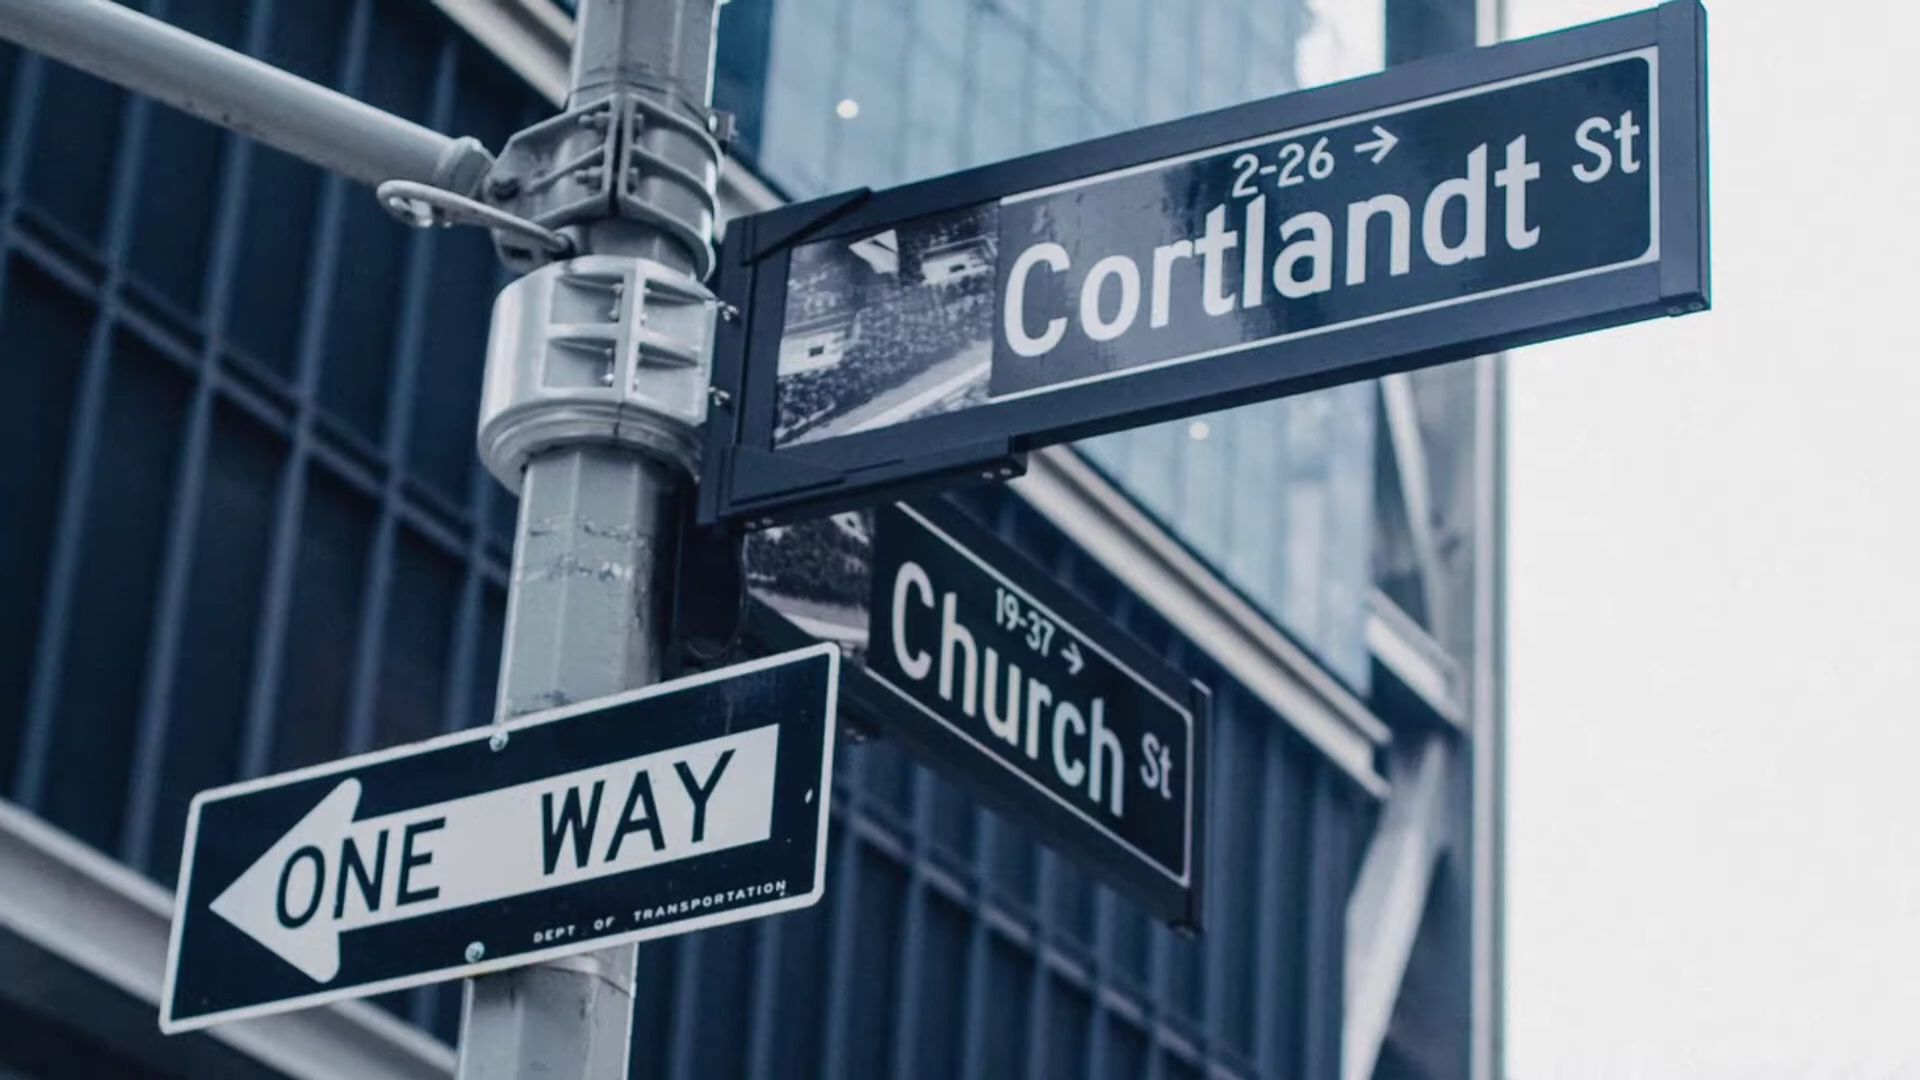 2-26 →
Cortlandt St
19-37 →
Church St
ONE WAY
DEPT OF TRANSPORTATION